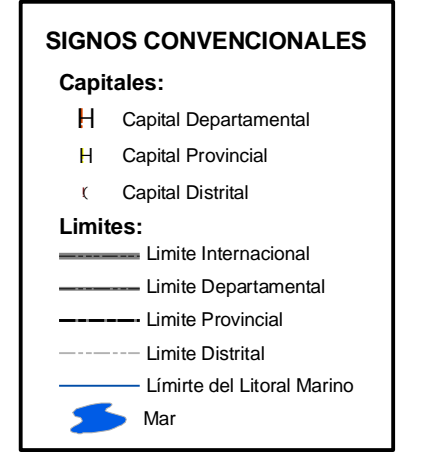 SIGNOS CONVENCIONALES
Capitales:
H Capital Departamental
H Capital Provincial
Capital Distrital
Limites:
Limite Internacional
Limite Departamental
Limite Provincial
Limite Distrital
Límirte del Litoral Marino
Mar